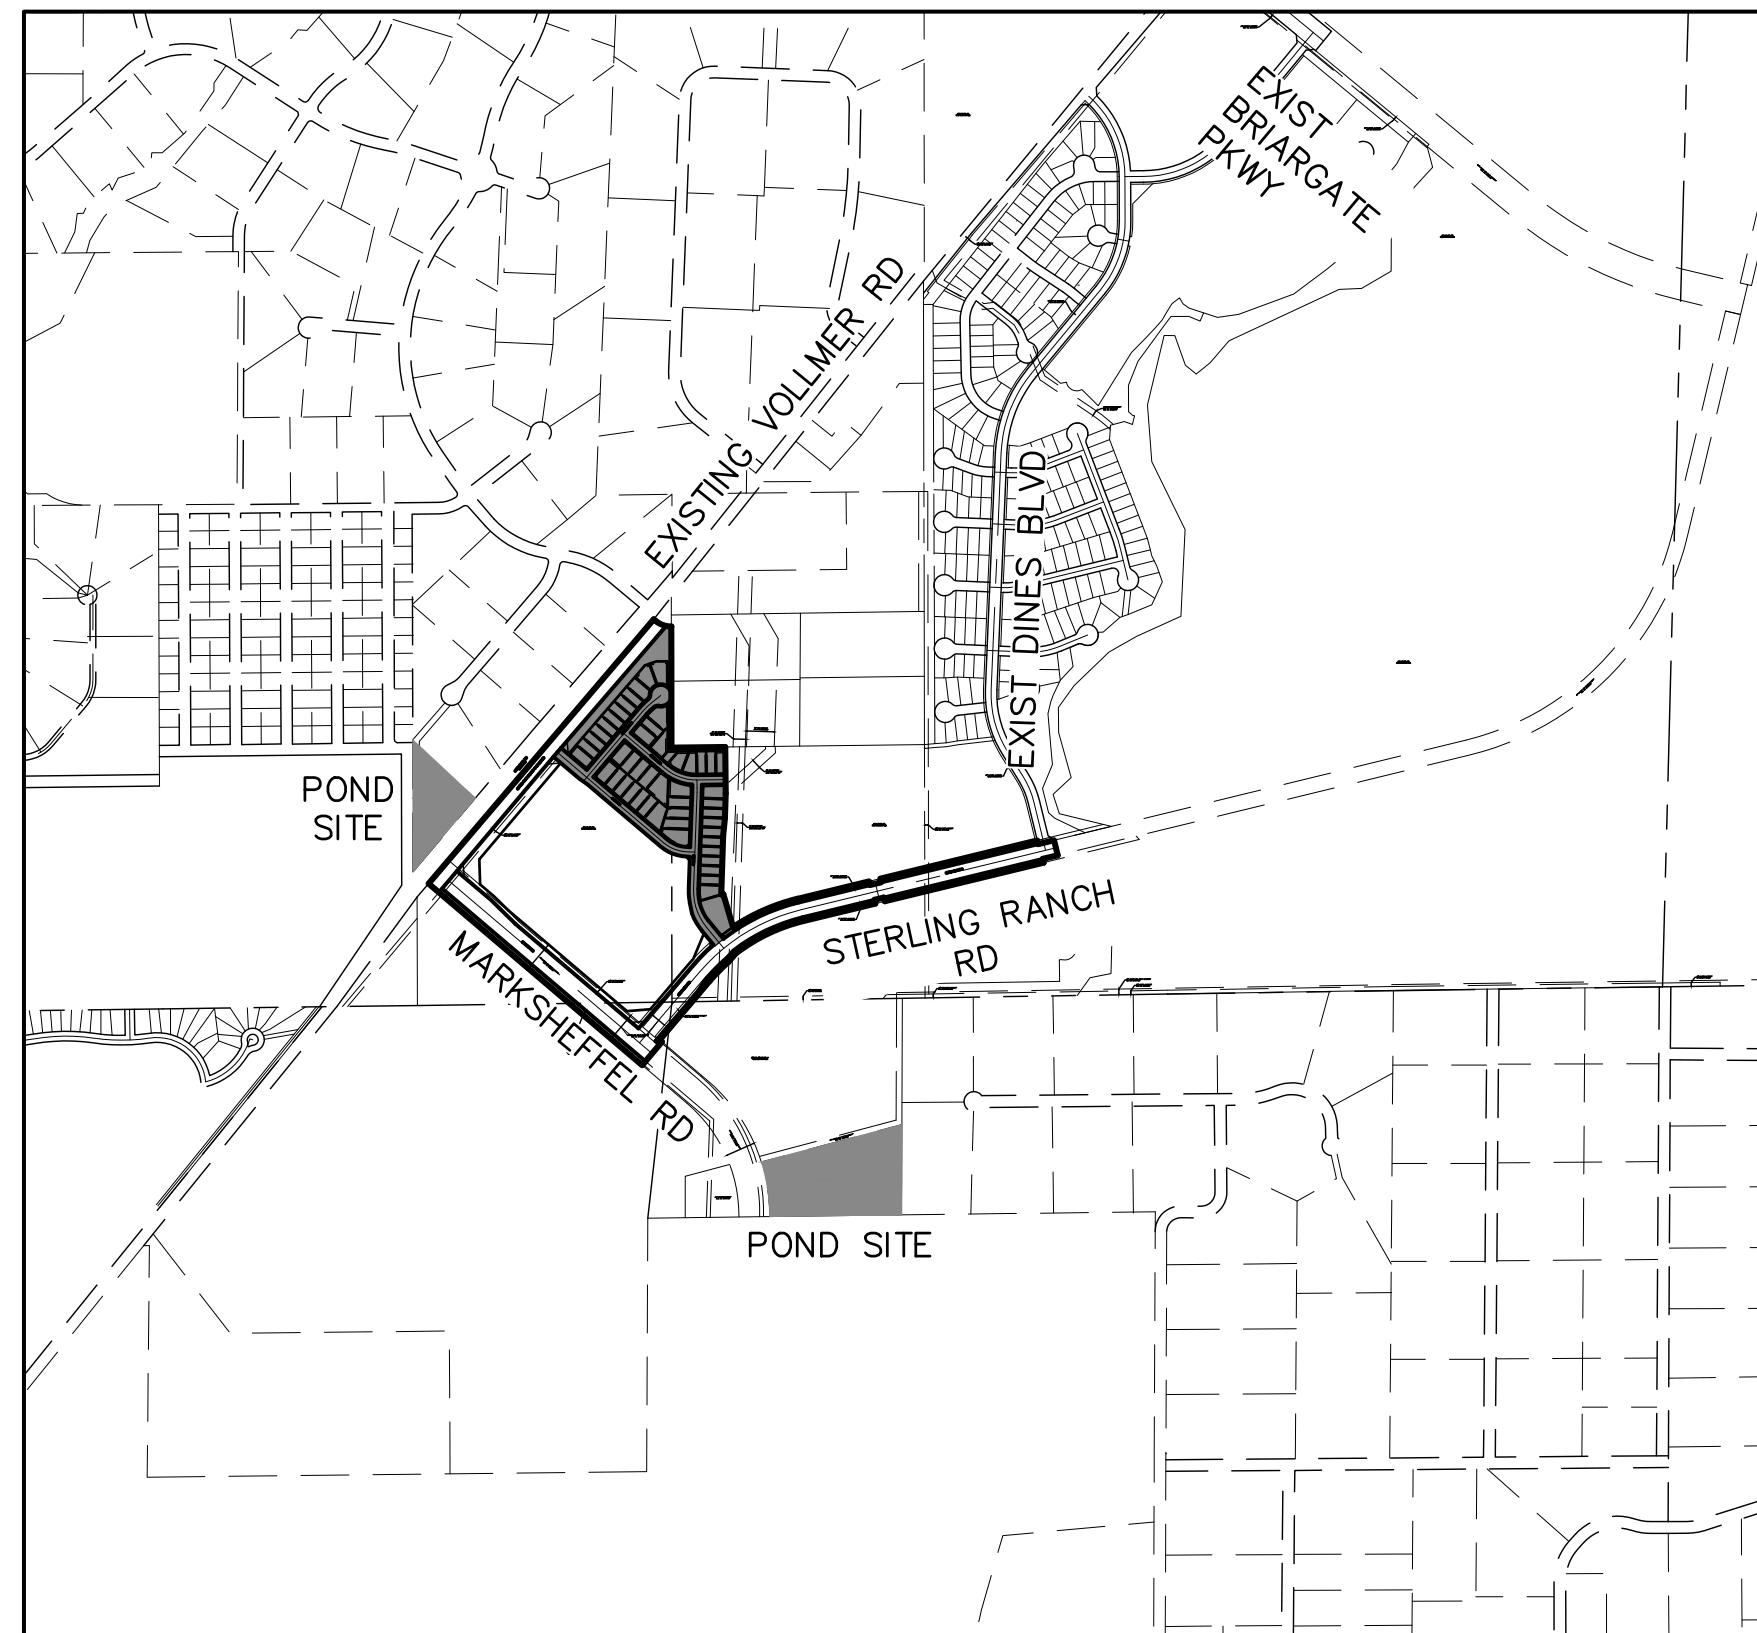 EXIST
BRIARGATE
PKWY
EXISTING VOLLMER RD
EXIST DINES BLVD
POND
SITE
STERLING RANCH
RD
MARKSHEFFEL RD
POND SITE